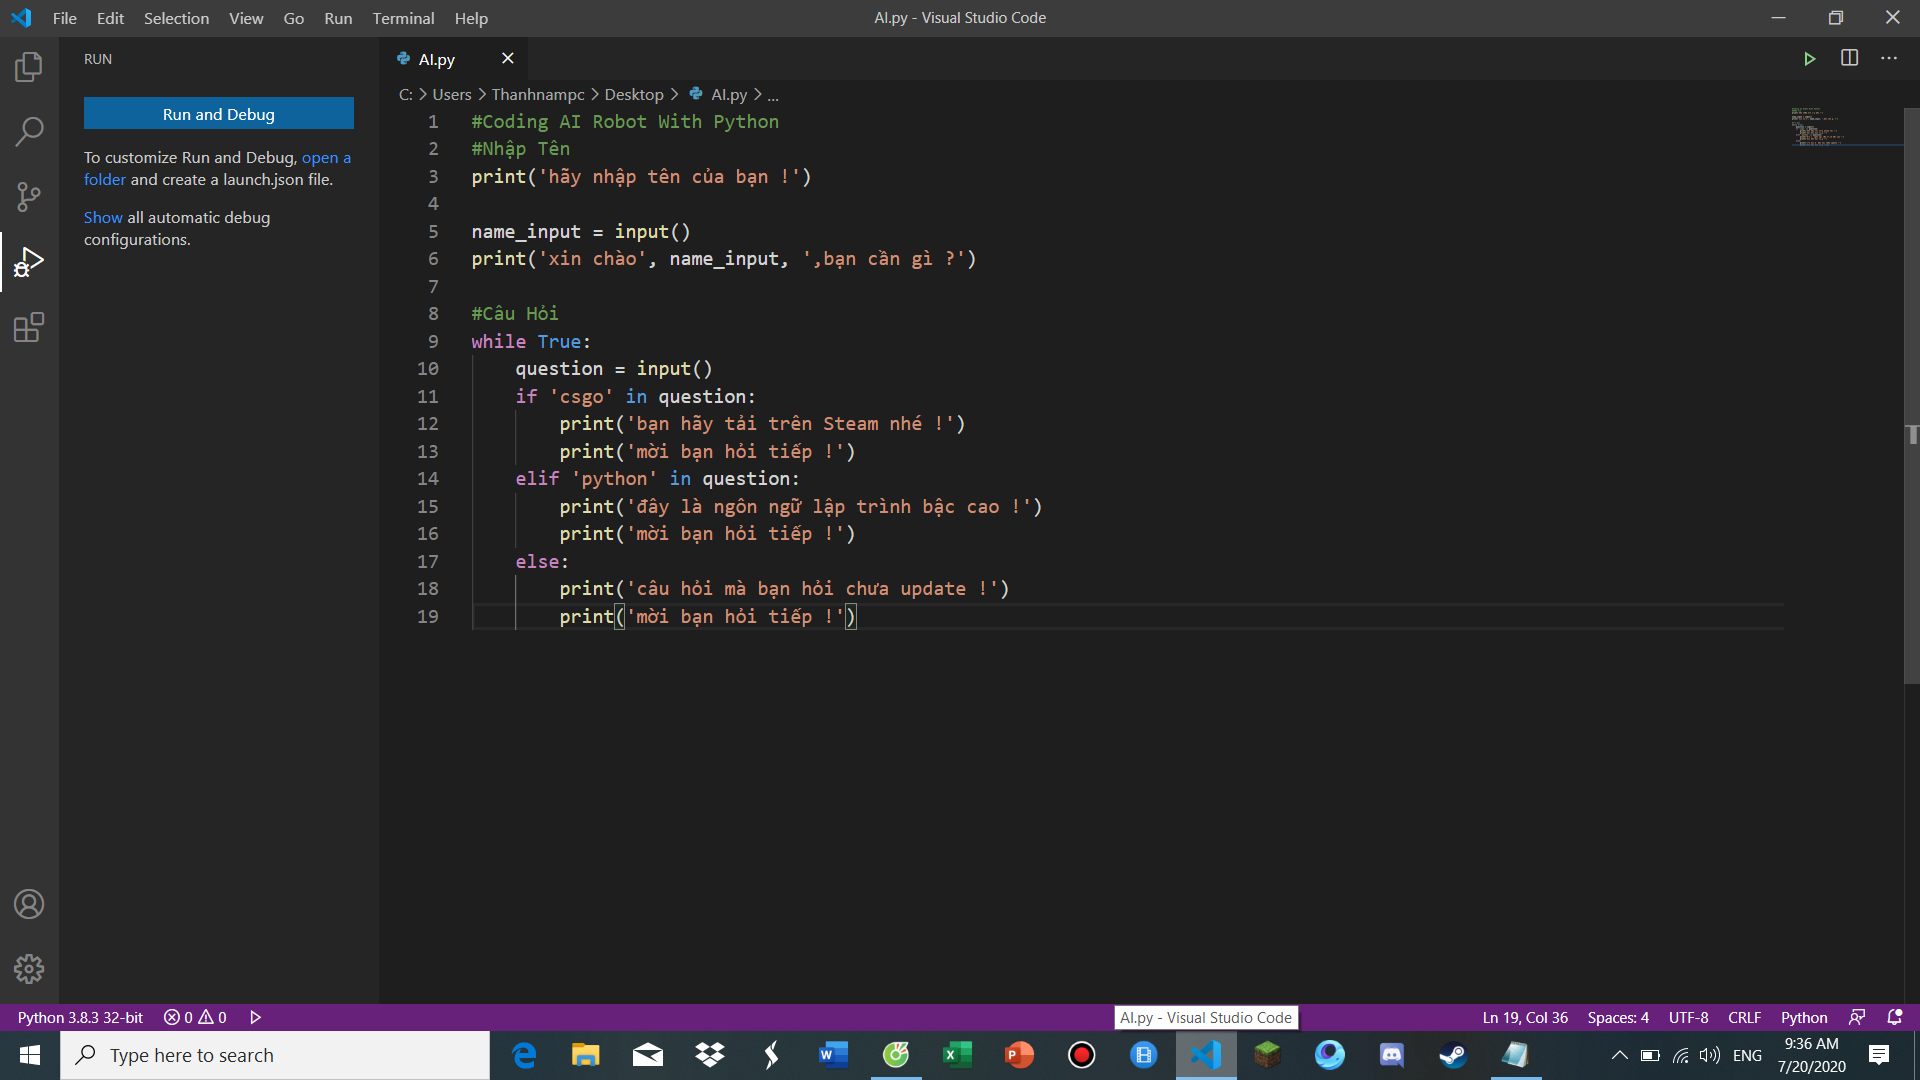 File Edit Selection View Go Run Terminal Help
AI.py - Visual Studio Code
RUN
Run and Debug
To customize Run and Debug, open a
folder and create a launch.json file.
Show all automatic debug
configurations.
AI.py
C: > Users > Thanhnampc > Desktop > AI.py > ...
1 #Coding AI Robot With Python
2 #Nhập Tên
3 print('hãy nhập tên của bạn !')
4
5 name_input = input()
6 print('xin chào', name_input, ',bạn cần gì ?')
7
8 #Câu Hỏi
9 while True:
10     question = input()
11     if 'csgo' in question:
12         print('bạn hãy tải trên Steam nhé !')
13         print('mời bạn hỏi tiếp !')
14     elif 'python' in question:
15         print('đây là ngôn ngữ lập trình bậc cao !')
16         print('mời bạn hỏi tiếp !')
17     else:
18         print('câu hỏi mà bạn hỏi chưa update !')
19         print('mời bạn hỏi tiếp !')
Python 3.8.3 32-bit 0 0
AI.py - Visual Studio Code
Ln 19, Col 36 Spaces: 4 UTF-8 CRLF Python
Type here to search
ENG
9:36 AM
7/20/2020